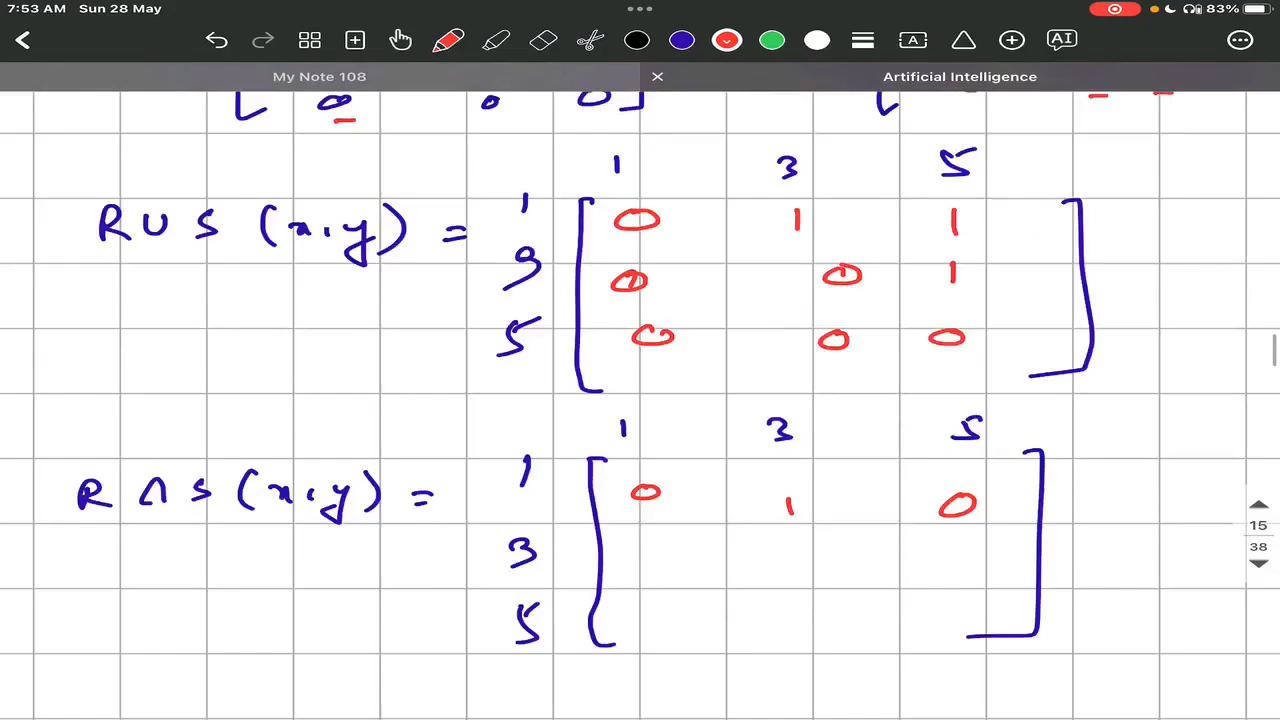 7:53 AM Sun 28 May 83%
A AI
My Note 108 Artificial Intelligence
1 3 5
R ∪ S (x, y) =
1 0 1 1
3 0 0 1
5 0 0 0
1 3 5
R ∩ S (x, y) =
1 0 1 0
3
5
15
38